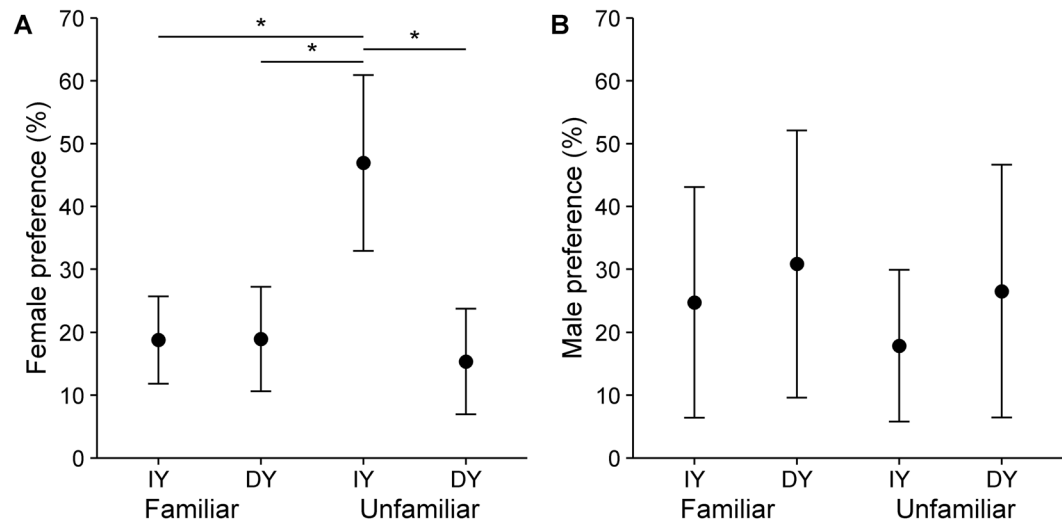 A
Female preference (%)
70
60
50
40
30
20
10
0
*
*
*
IY DY IY DY
Familiar Unfamiliar
B
Male preference (%)
70
60
50
40
30
20
10
0
IY DY IY DY
Familiar Unfamiliar